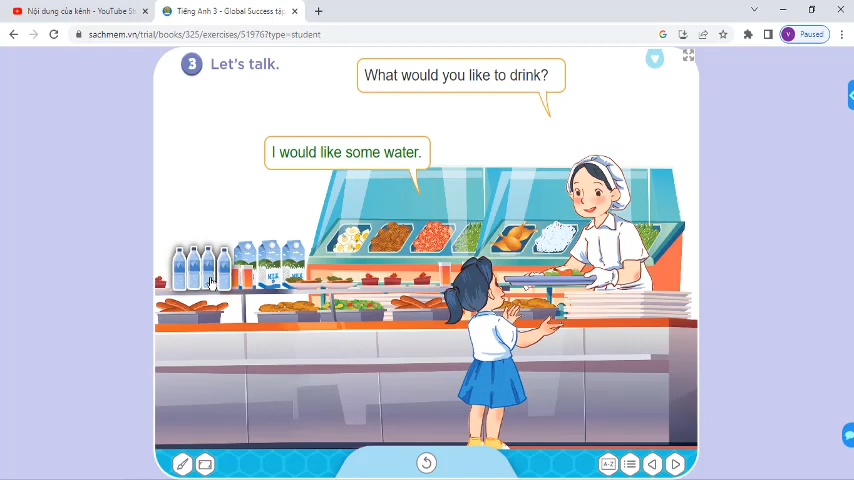 Nội dung của kênh - YouTube St
Tiếng Anh 3 - Global Success tập
sachmem.vn/trial/books/325/exercises/51976?type=student
V
Paused
3 Let's talk.
What would you like to drink?
I would like some water.
MILK
A-Z